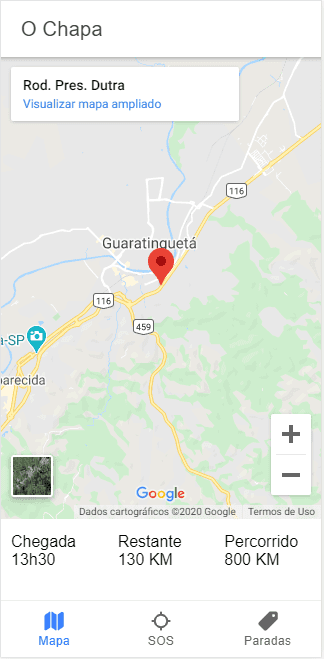 O Chapa
Rod. Pres. Dutra
Visualizar mapa ampliado
116
Guaratinguetá
116
459
a-SP
parecida
+
−
Google
Dados cartográficos ©2020 Google Termos de Uso
Chegada Restante Percorrido
13h30 130 KM 800 KM
Mapa SOS Paradas